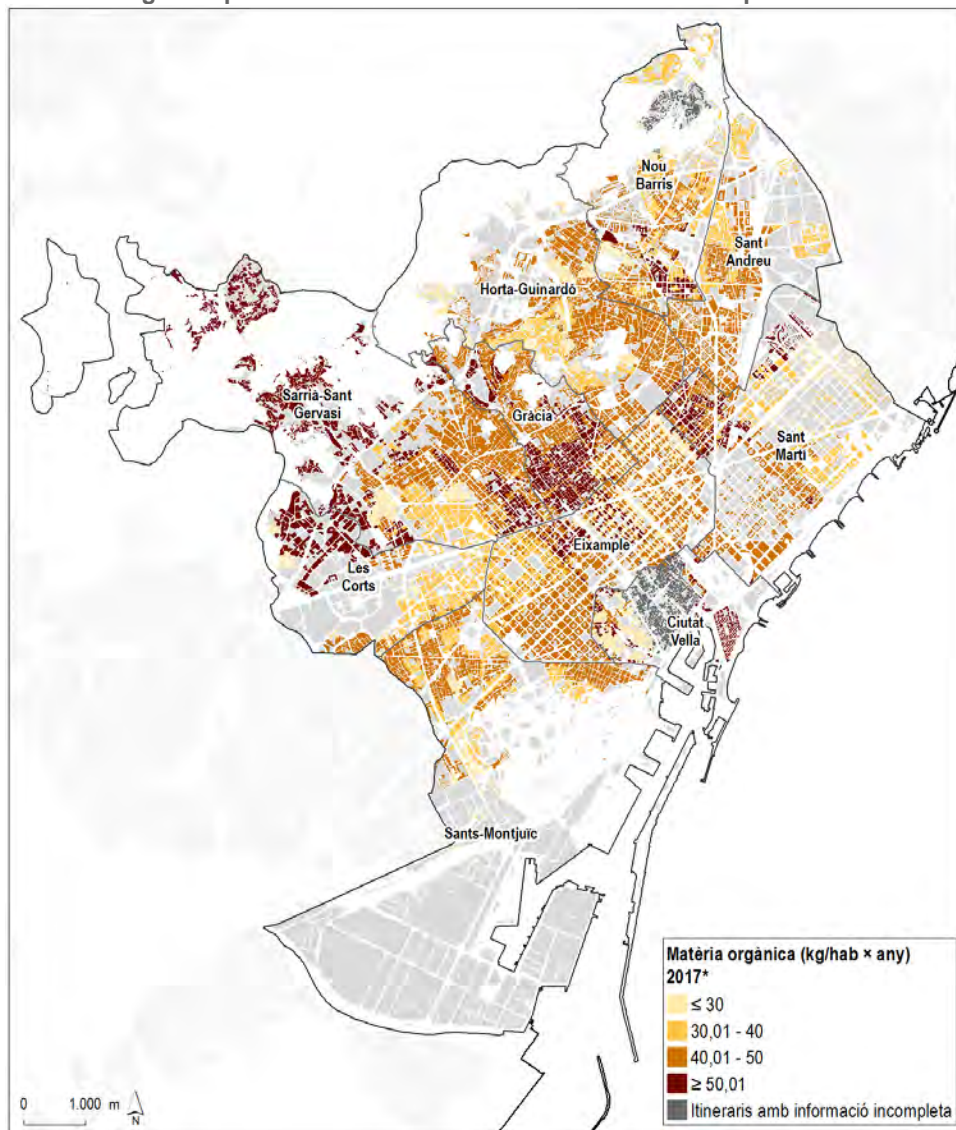 Nou
Barris
Sant
Andreu
Horta-Guinardó
Sarrià-Sant
Gervasi
Gràcia
Sant
Martí
Eixample
Les
Corts
Ciutat
Vella
Sants-Montjuïc
Matèria orgànica (kg/hab × any)
2017*
≤ 30
30,01 - 40
40,01 - 50
≥ 50,01
Itineraris amb informació incompleta
0 1.000 m
N